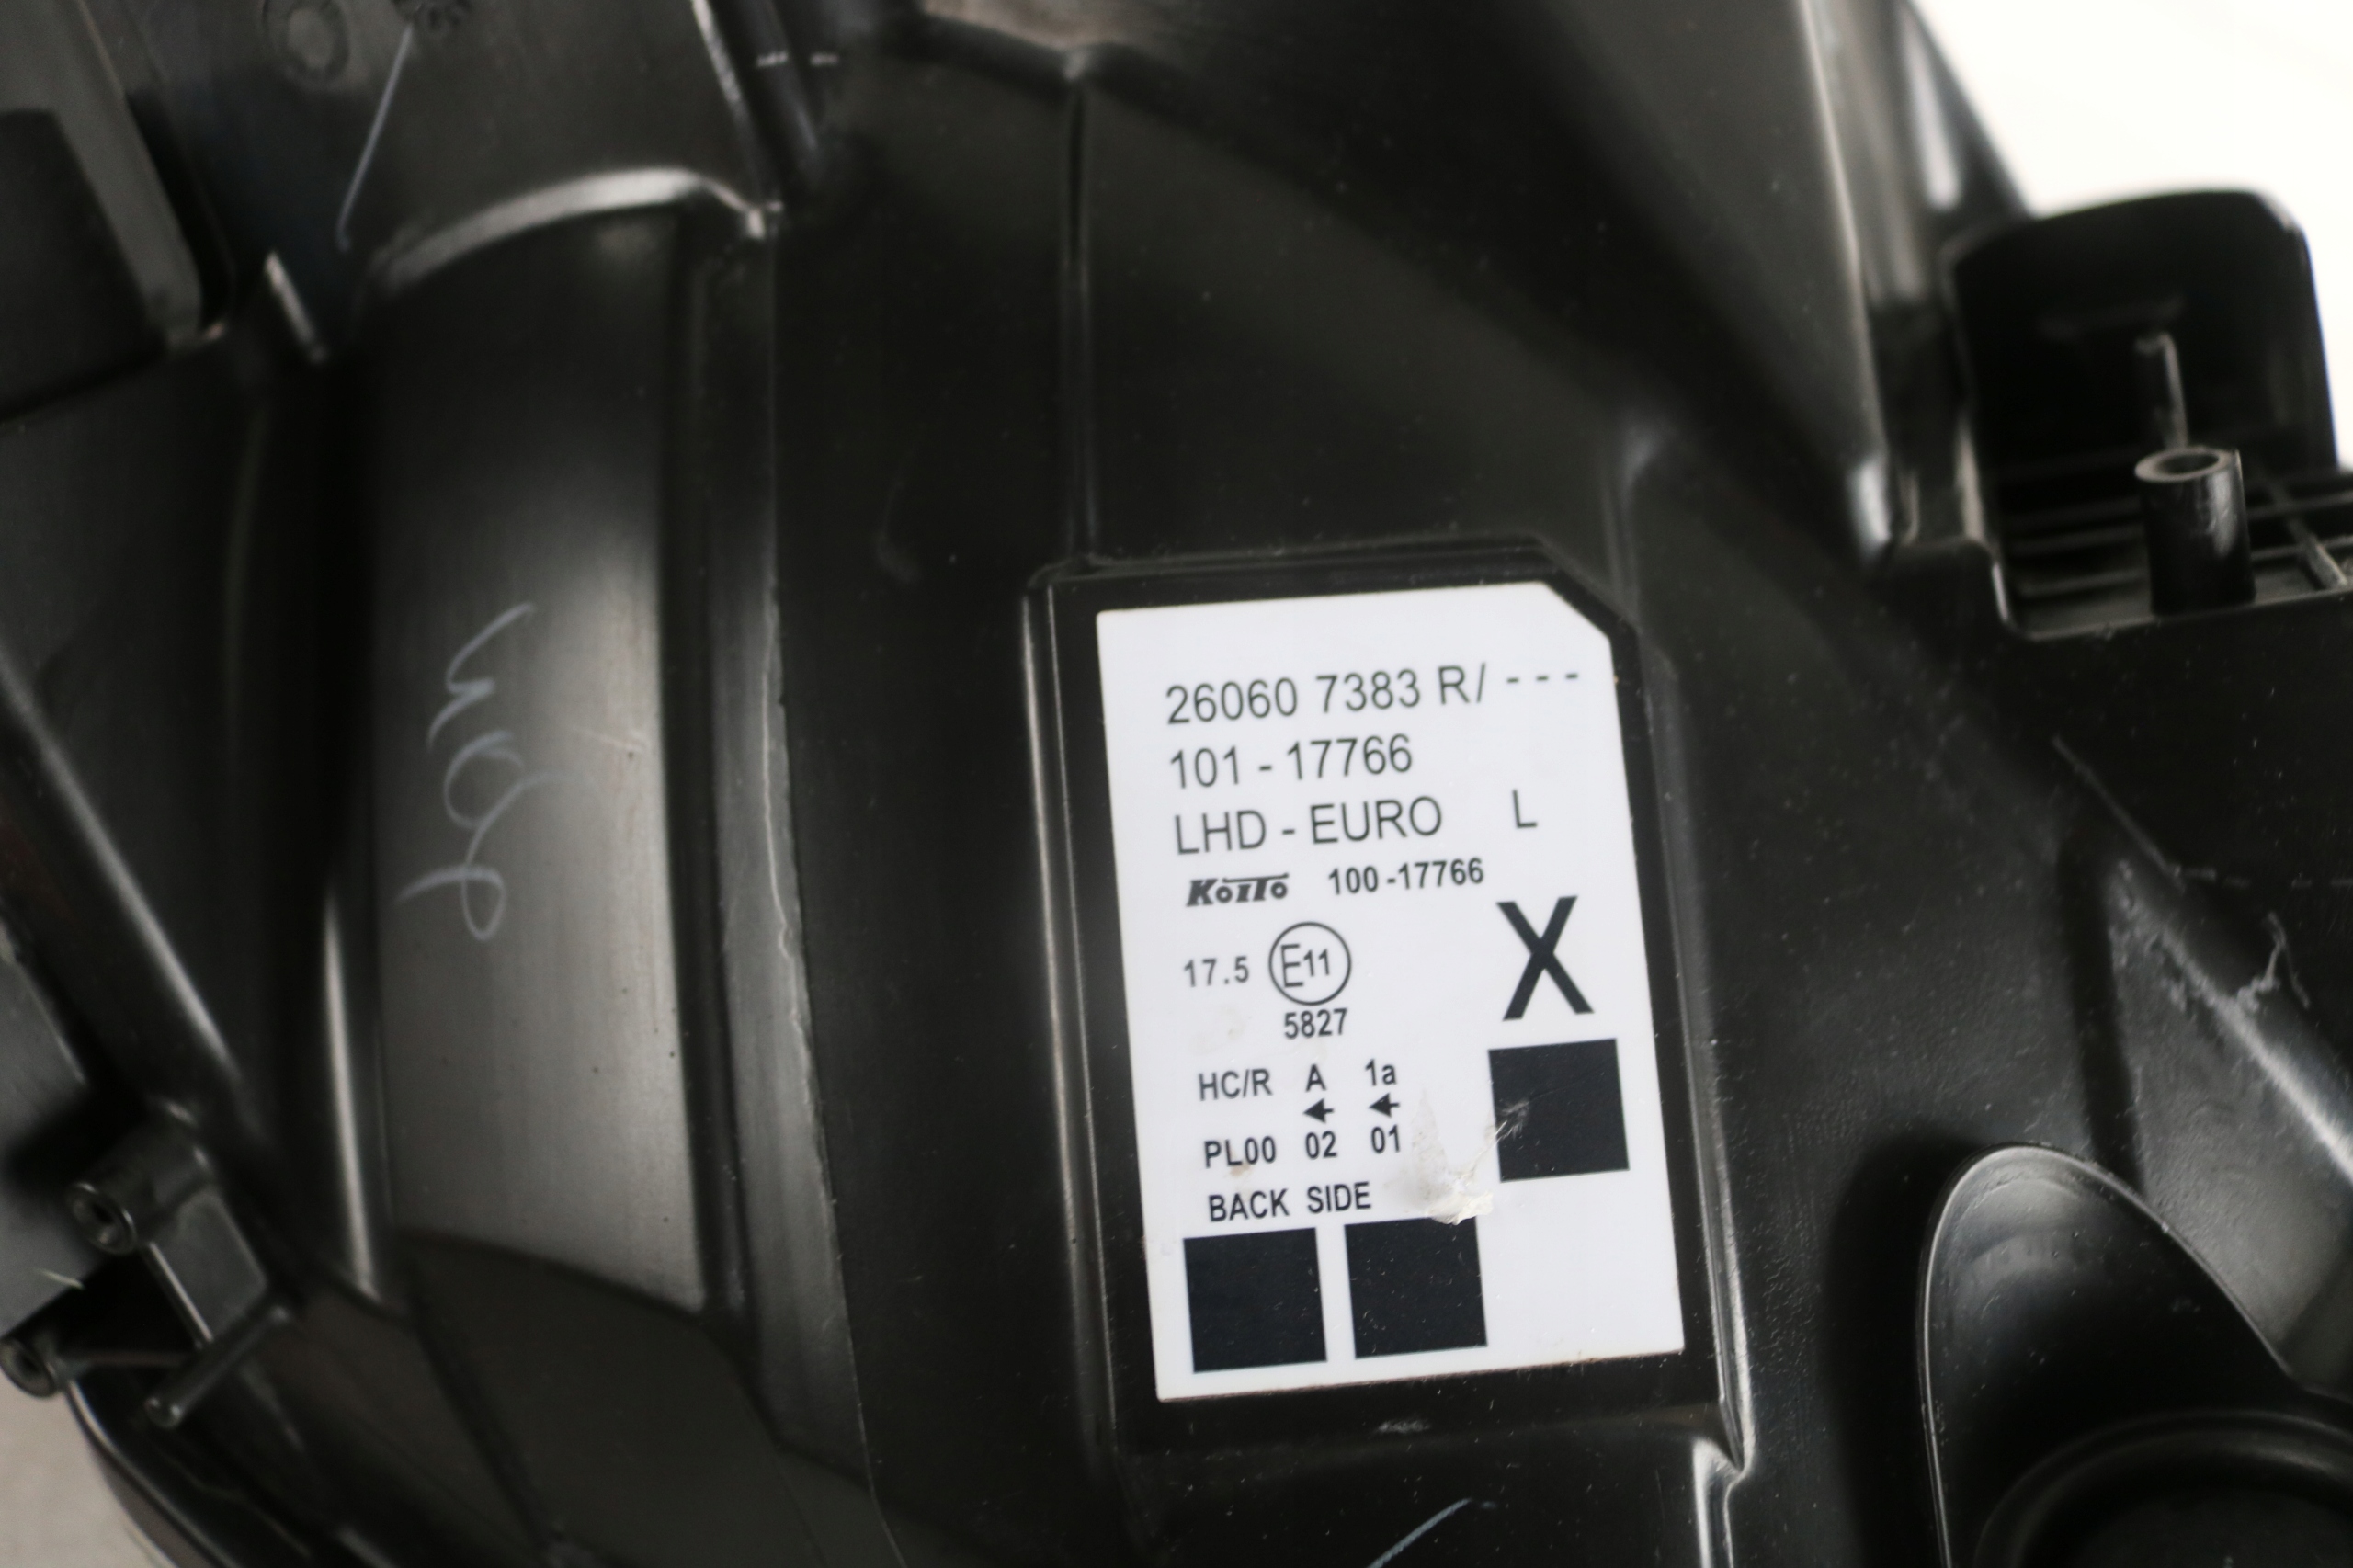 26060 7383 R/ ---
101 - 17766
LHD - EURO L
KOITO 100 -17766
X
17.5 E11
5827
HC/R A 1a
PL00 02 01
BACK SIDE